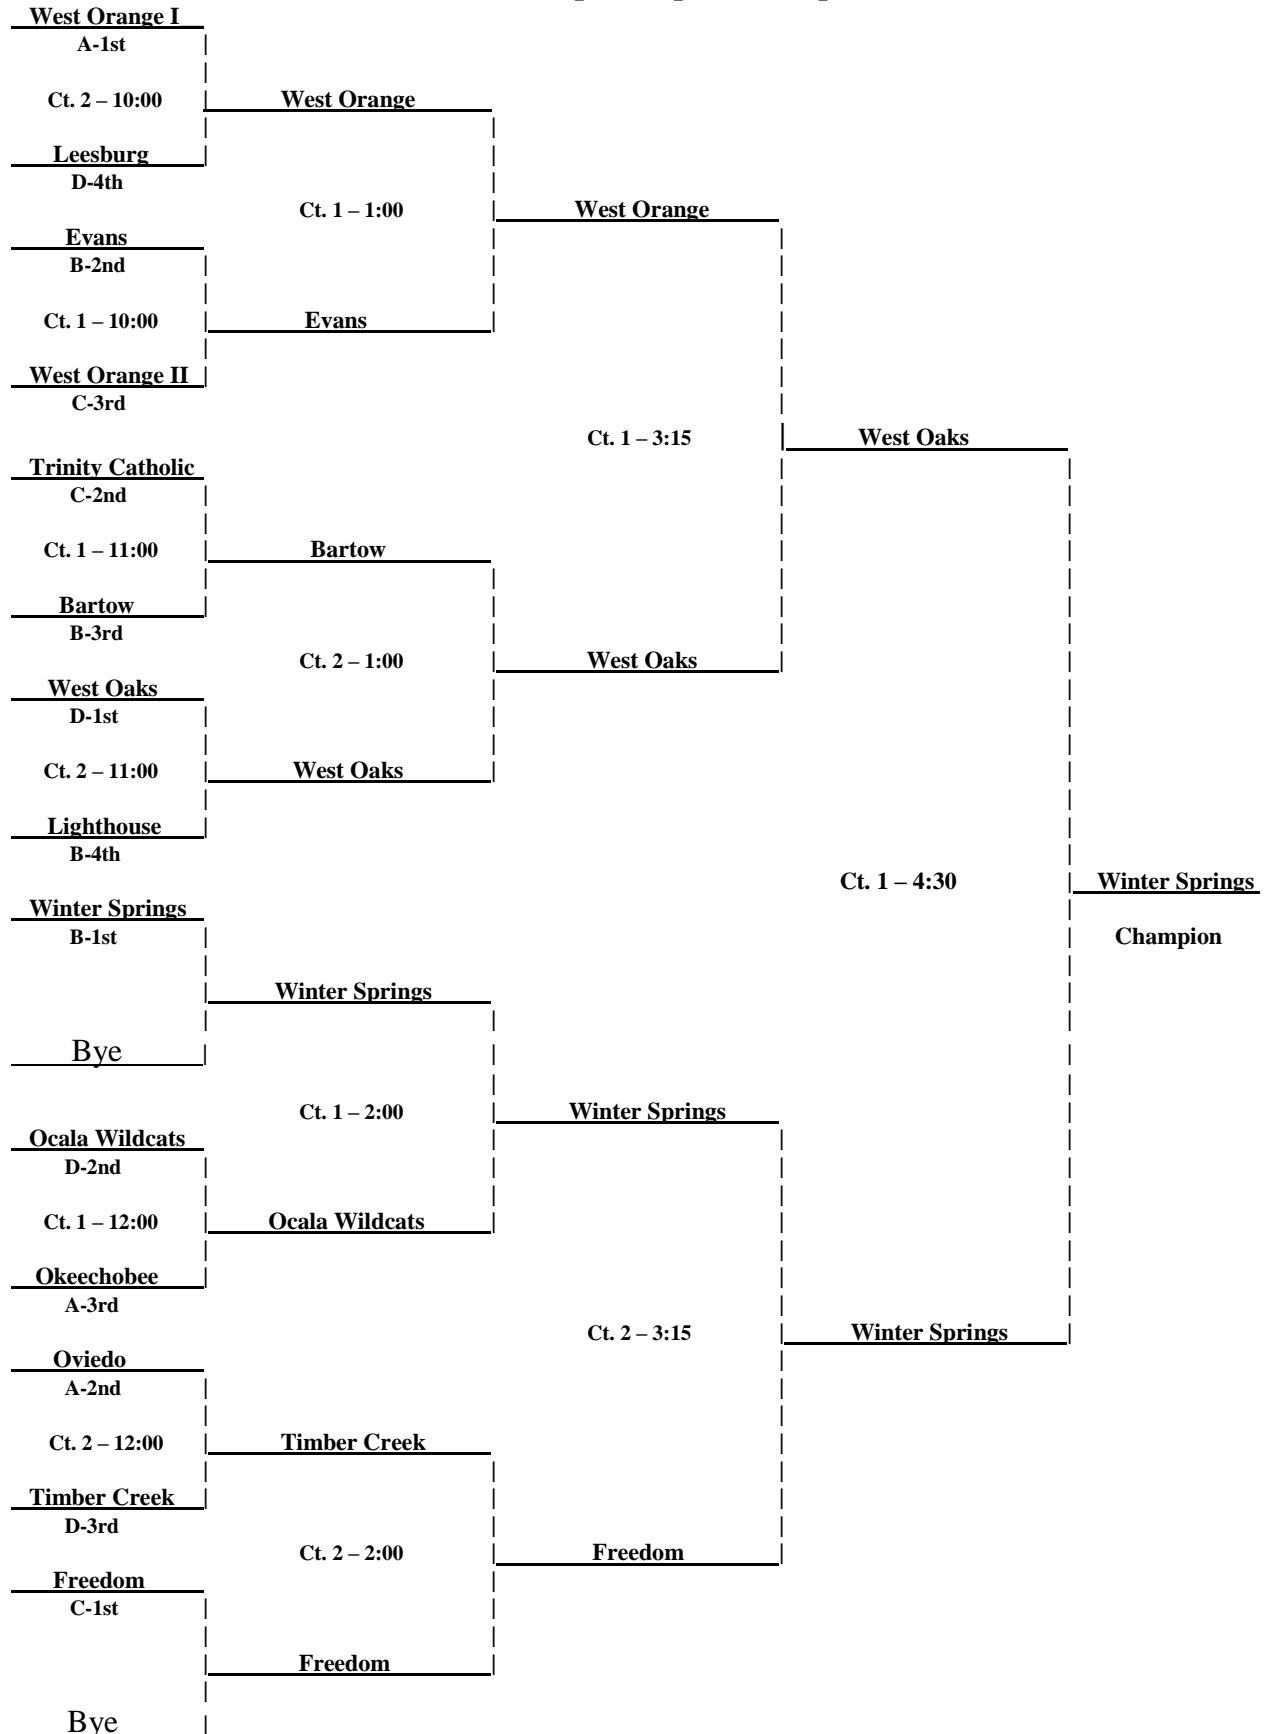 West Orange I
A-1st
Ct. 2 – 10:00
West Orange
Leesburg
D-4th
Ct. 1 – 1:00
West Orange
Evans
B-2nd
Ct. 1 – 10:00
Evans
West Orange II
C-3rd
Ct. 1 – 3:15
West Oaks
Trinity Catholic
C-2nd
Ct. 1 – 11:00
Bartow
Bartow
B-3rd
Ct. 2 – 1:00
West Oaks
West Oaks
D-1st
Ct. 2 – 11:00
West Oaks
Lighthouse
B-4th
Ct. 1 – 4:30
Winter Springs
Winter Springs
B-1st
Champion
Winter Springs
Bye
Ct. 1 – 2:00
Winter Springs
Ocala Wildcats
D-2nd
Ct. 1 – 12:00
Ocala Wildcats
Okeechobee
A-3rd
Ct. 2 – 3:15
Winter Springs
Oviedo
A-2nd
Ct. 2 – 12:00
Timber Creek
Timber Creek
D-3rd
Ct. 2 – 2:00
Freedom
Freedom
C-1st
Freedom
Bye